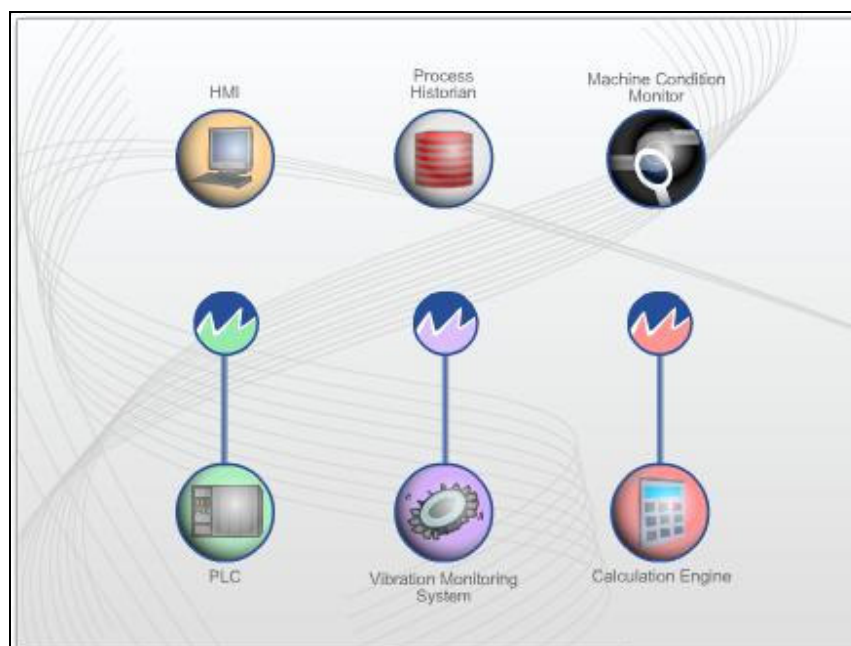 HMI
Process
Historian
Machine Condition
Monitor
PLC
Vibration Monitoring
System
Calculation Engine